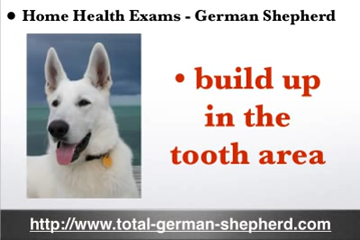 • Home Health Exams - German Shepherd
• build up
in the
tooth area
http://www.total-german-shepherd.com